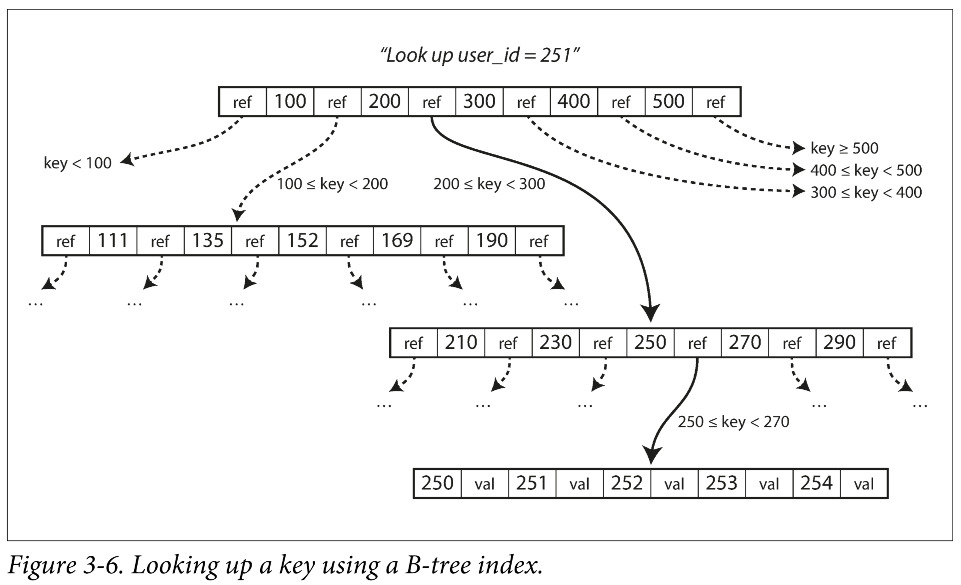 “Look up user_id = 251”
ref 100 ref 200 ref 300 ref 400 ref 500 ref
key < 100
key ≥ 500
400 ≤ key < 500
300 ≤ key < 400
100 ≤ key < 200
200 ≤ key < 300
ref 111 ref 135 ref 152 ref 169 ref 190 ref
... ... ... ... ... ...
ref 210 ref 230 ref 250 ref 270 ref 290 ref
... ... ... ... ...
250 ≤ key < 270
250 val 251 val 252 val 253 val 254 val
Figure 3-6. Looking up a key using a B-tree index.